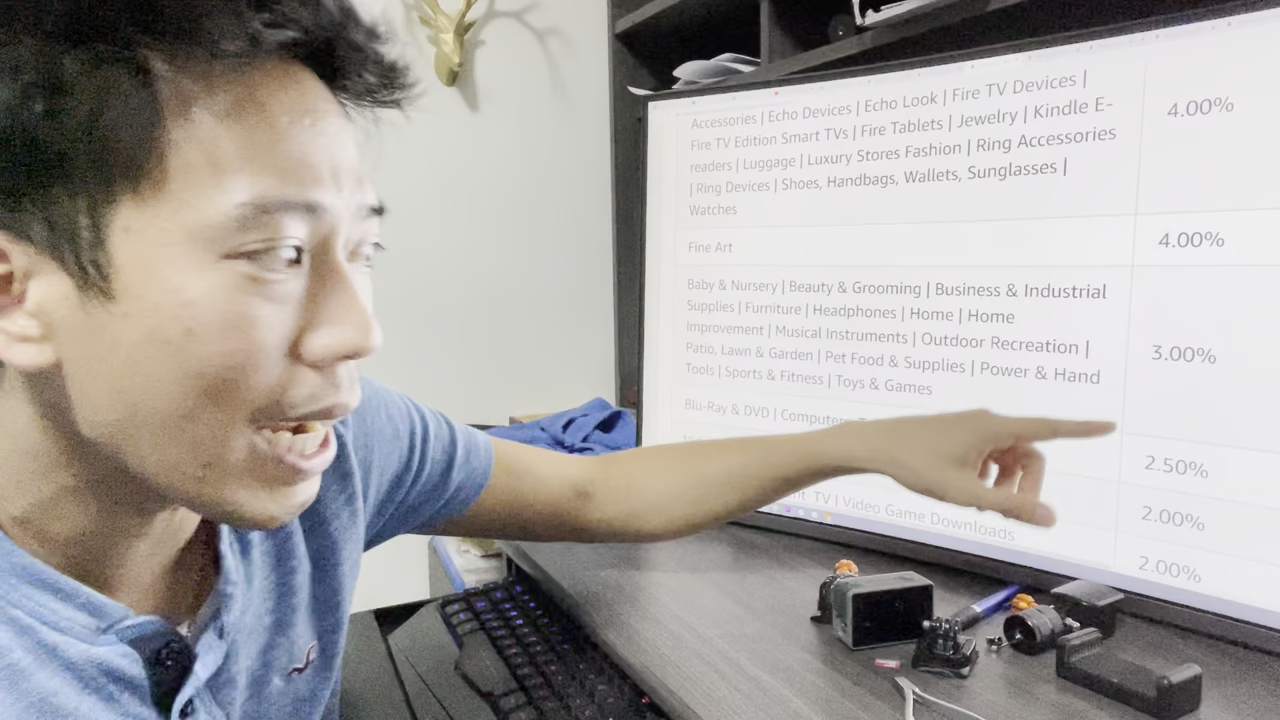 Accessories | Echo Devices | Echo Look | Fire TV Devices |
Fire TV Edition Smart TVs | Fire Tablets | Jewelry | Kindle E-
readers | Luggage | Luxury Stores Fashion | Ring Accessories
| Ring Devices | Shoes, Handbags, Wallets, Sunglasses |
Watches
4.00%
Fine Art
4.00%
Baby & Nursery | Beauty & Grooming | Business & Industrial
Supplies | Furniture | Headphones | Home | Home
Improvement | Musical Instruments | Outdoor Recreation |
Patio, Lawn & Garden | Pet Food & Supplies | Power & Hand
Tools | Sports & Fitness | Toys & Games
3.00%
Blu-Ray & DVD |
2.50%
2.00%
TV | Video Game Downloads
2.00%